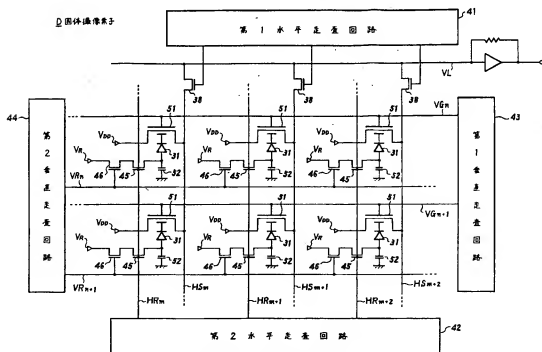 D 固体撮像素子
41
第1水平走査回路
VL
38 38 38
44 51 51 51 VGn 43
第2垂直走査回路
第1垂直走査回路
VDD VDD VDD
VR 31 VR 31 VR 31
46 45 52 46 45 52 46 45 52
VRn
51 51 51 VGn+1
VDD VDD VDD
VR 31 VR 31 VR 31
46 45 52 46 45 52 46 45 52
VRn+1
HRm HSm HRm+1 HSm+1 HRm+2 HSm+2
42
第2水平走査回路